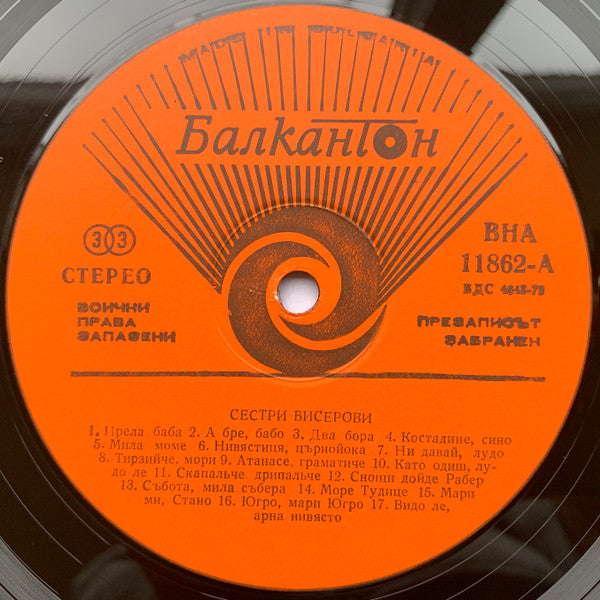 MADE IN BULGARIA
Балкантон
33
СТЕРЕО
ВСИЧКИ
ПРАВА
ЗАПАЗЕНИ
ВНА
11862-А
БДС 4848-79
ПРЕЗАПИСЪТ
ЗАБРАНЕН
СЕСТРИ БИСЕРОВИ
1. Прела баба 2. А бре, бабо 3. Два бора 4. Костадине, сино
5. Мила моме 6. Нивястица, църнойока 7. Ни давай, лудо
8. Тирзийче, мори 9. Атанасе, граматиче 10. Като одиш, лу-
до ле 11. Скапальче, дрипальче 12. Снощи дойде Рабер
13. Събота, мила събера 14. Море Тудице 15. Мари
ми, Стано 16. Югро, мари Югро 17. Видо ле,
арна нивясто